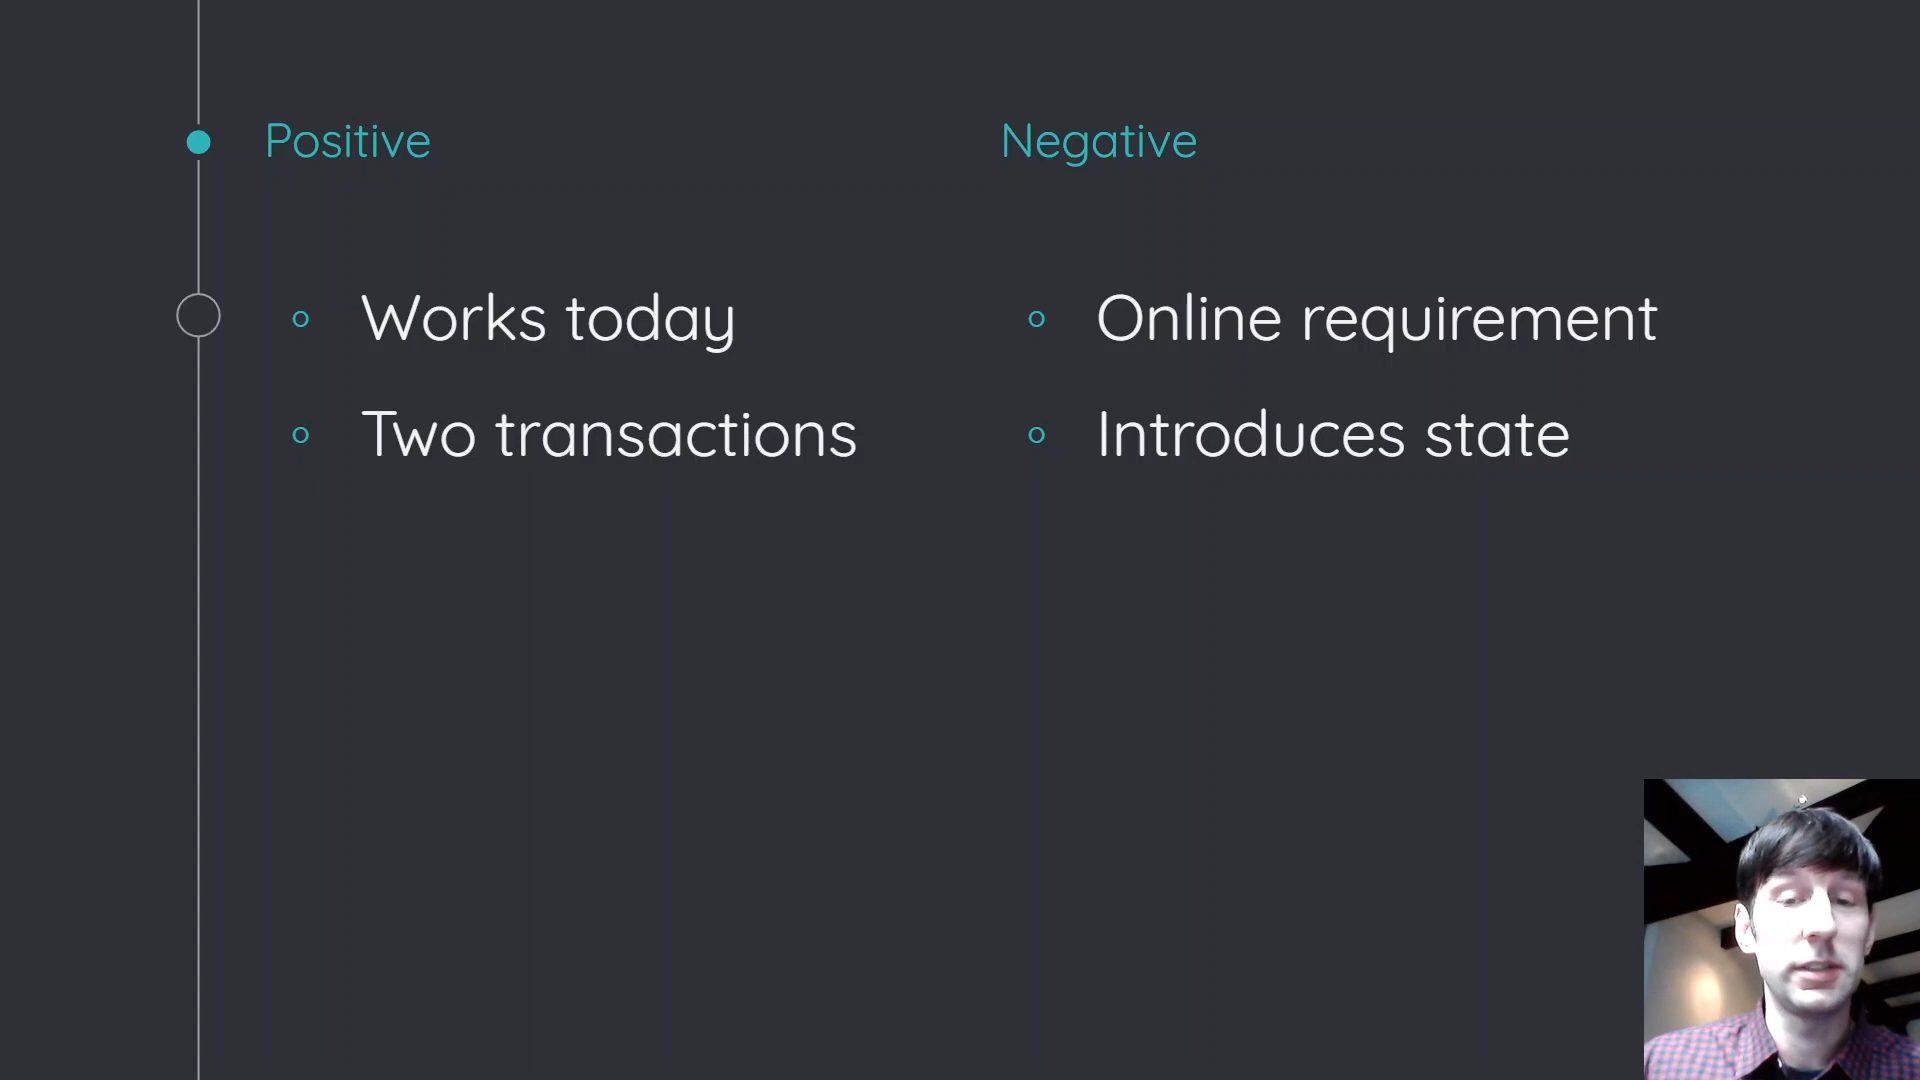 Positive
Works today
Two transactions
Negative
Online requirement
Introduces state